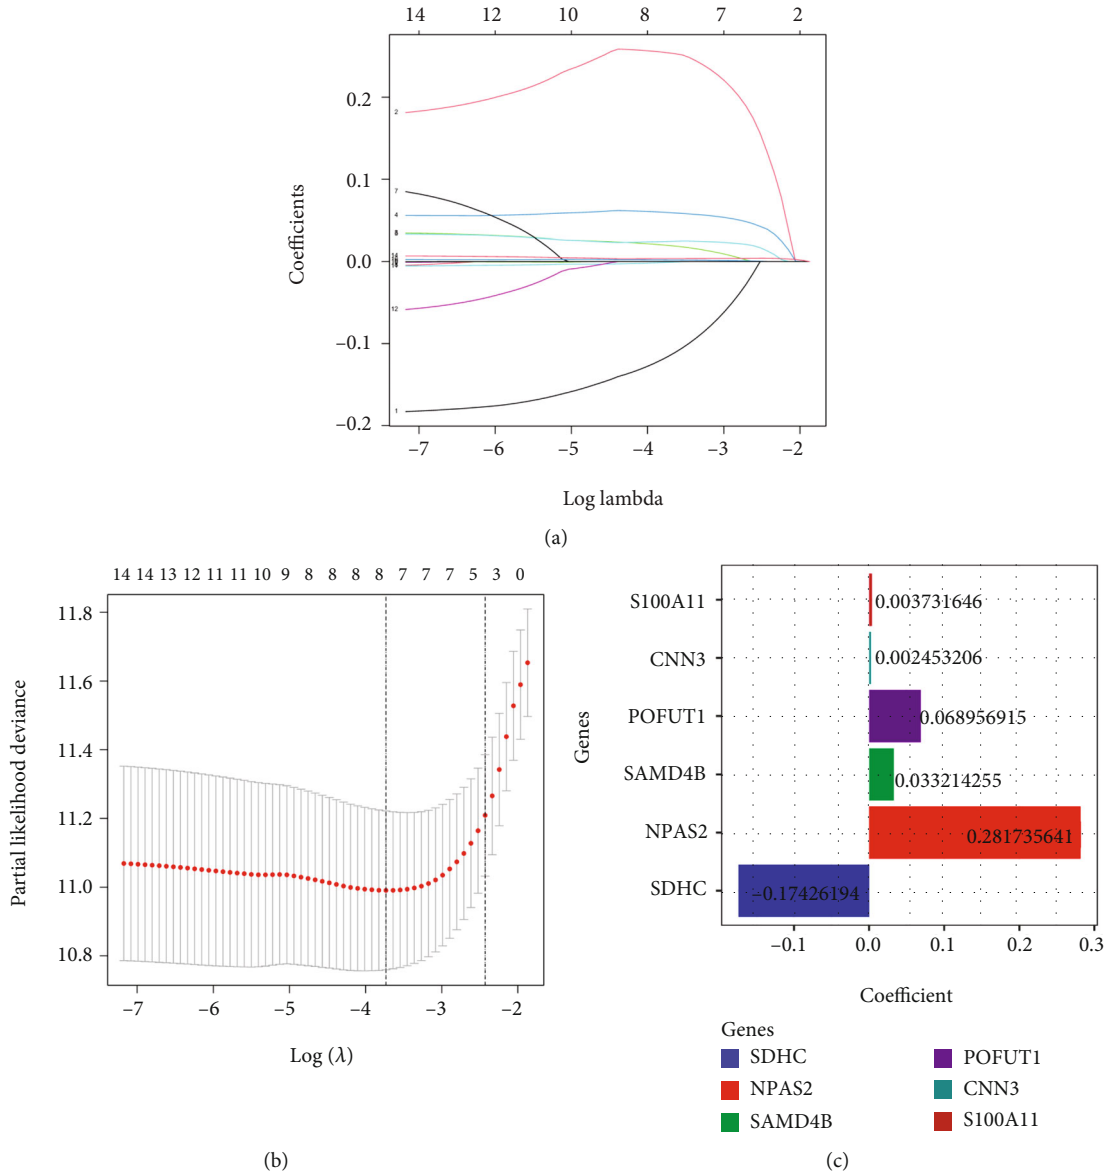 14 12 10 8 7 2
0.2
0.1
0.0
−0.1
−0.2
Coefficients
2
7
4
12
1
−7 −6 −5 −4 −3 −2
Log lambda
(a)
14 14 13 12 11 11 10 9 8 8 8 8 7 7 7 5 3 0
11.8
11.6
11.4
11.2
11.0
10.8
Partial likelihood deviance
−7 −6 −5 −4 −3 −2
Log (λ)
(b)
Genes
S100A11 0.003731646
CNN3 0.002453206
POFUT1 0.068956915
SAMD4B 0.033214255
NPAS2 0.281735641
SDHC −0.17426194
−0.1 0.0 0.1 0.2 0.3
Coefficient
Genes
SDHC POFUT1
NPAS2 CNN3
SAMD4B S100A11
(c)